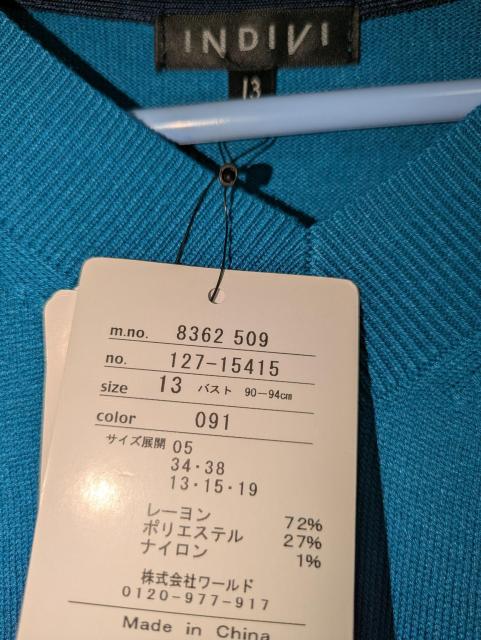 INDIVI
13
m.no. 8362 509
no. 127-15415
size 13 バスト 90-94cm
color 091
サイズ展開 05
34・38
13・15・19
レーヨン 72%
ポリエステル 27%
ナイロン 1%
株式会社ワールド
0120-977-917
Made in China